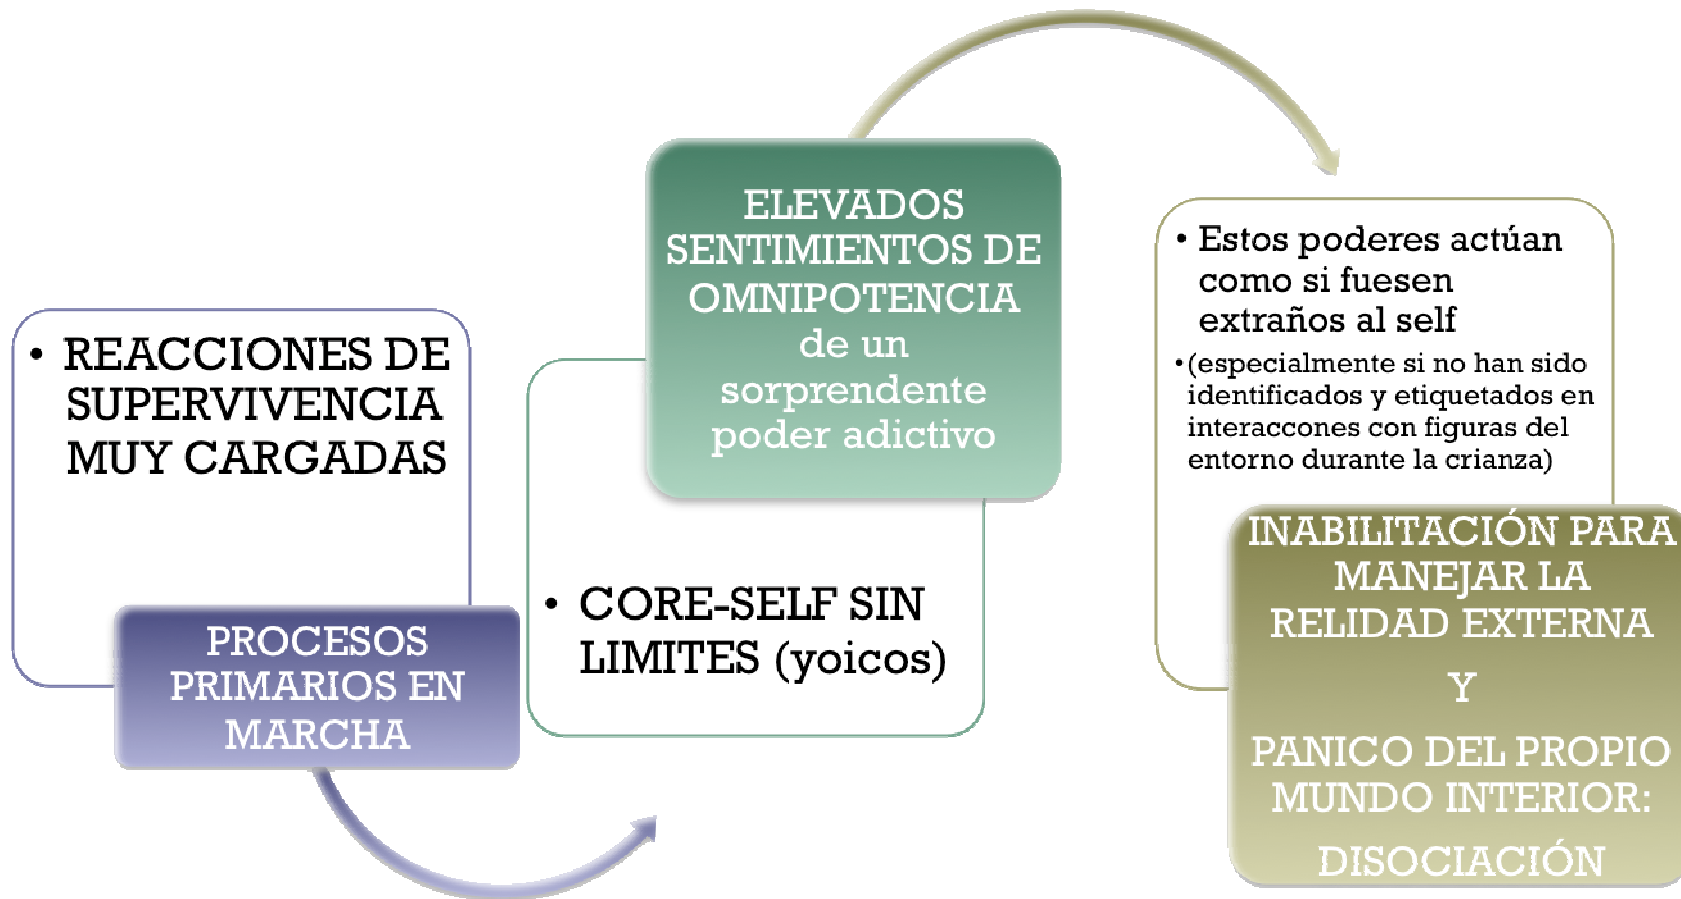 • REACCIONES DE
SUPERVIVENCIA
MUY CARGADAS
PROCESOS
PRIMARIOS EN
MARCHA
ELEVADOS
SENTIMIENTOS DE
OMNIPOTENCIA
de un
sorprendente
poder adictivo
• CORE-SELF SIN
LIMITES (yoicos)
• Estos poderes actúan
como si fuesen
extraños al self
• (especialmente si no han sido
identificados y etiquetados en
interaccones con figuras del
entorno durante la crianza)
INABILITACIÓN PARA
MANEJAR LA
RELIDAD EXTERNA
Y
PANICO DEL PROPIO
MUNDO INTERIOR:
DISOCIACIÓN